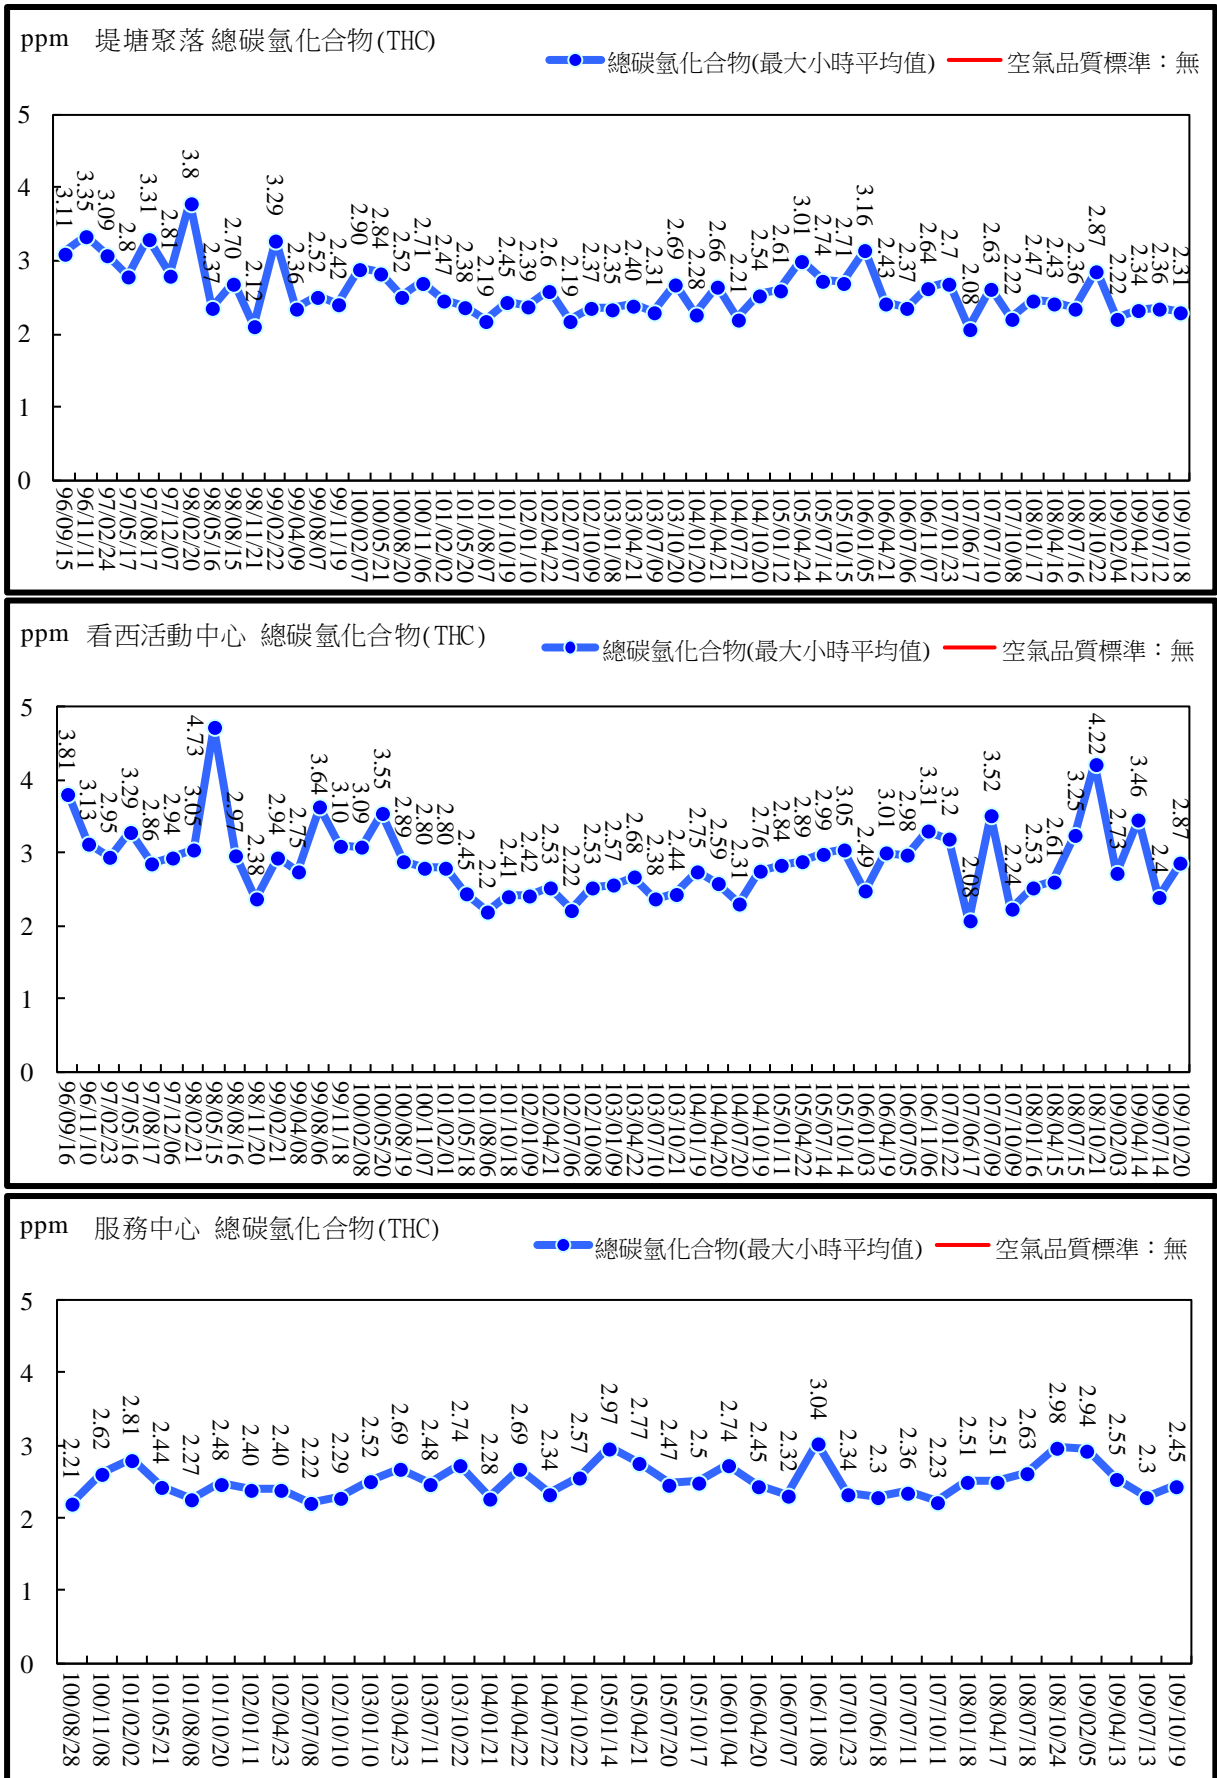 ppm 堤塘聚落 總碳氫化合物(THC)
總碳氫化合物(最大小時平均值) 空氣品質標準：無
5
4
3
2
1
0
3.11 3.35 3.09 2.8 3.31 2.81 3.8 2.37 2.70 2.12 3.29 2.36 2.52 2.42 2.90 2.84 2.52 2.71 2.47 2.38 2.19 2.45 2.39 2.6 2.19 2.37 2.35 2.40 2.31 2.69 2.28 2.66 2.21 2.54 2.61 3.01 2.74 2.71 3.16 2.43 2.37 2.64 2.7 2.08 2.63 2.22 2.47 2.43 2.36 2.87 2.22 2.34 2.36 2.31
96/09/15 96/11/11 97/02/24 97/05/17 97/08/17 97/12/07 98/02/20 98/05/16 98/08/15 98/11/21 99/02/22 99/04/09 99/08/07 99/11/19 100/02/07 100/05/21 100/08/20 100/11/06 101/02/02 101/05/20 101/08/07 101/10/19 102/01/10 102/04/22 102/07/07 102/10/09 103/01/08 103/04/21 103/07/09 103/10/20 104/01/20 104/04/21 104/07/21 104/10/20 105/01/12 105/04/24 105/07/14 105/10/15 106/01/05 106/04/21 106/07/06 106/11/07 107/01/23 107/06/17 107/07/10 107/10/08 108/01/17 108/04/16 108/07/16 108/10/22 109/02/04 109/04/12 109/07/12 109/10/18
ppm 看西活動中心 總碳氫化合物(THC)
總碳氫化合物(最大小時平均值) 空氣品質標準：無
5
4
3
2
1
0
3.81 3.13 2.95 3.29 2.86 2.94 3.05 4.73 2.97 2.38 2.94 2.75 3.64 3.10 3.09 3.55 2.89 2.80 2.80 2.45 2.2 2.41 2.42 2.53 2.22 2.53 2.57 2.68 2.38 2.44 2.75 2.59 2.31 2.76 2.84 2.89 2.99 3.05 2.49 3.01 2.98 3.31 3.2 2.08 3.52 2.24 2.53 2.61 3.25 4.22 2.73 3.46 2.4 2.87
96/09/16 96/11/10 97/02/23 97/05/16 97/08/17 97/12/06 98/02/21 98/05/15 98/08/16 98/11/20 99/02/21 99/04/08 99/08/06 99/11/18 100/02/08 100/05/20 100/08/19 100/11/07 101/02/01 101/05/18 101/08/06 101/10/18 102/01/09 102/04/21 102/07/06 102/10/08 103/01/09 103/04/22 103/07/10 103/10/21 104/01/19 104/04/20 104/07/20 104/10/19 105/01/11 105/04/22 105/07/14 105/10/14 106/01/03 106/04/19 106/07/05 106/11/06 107/01/22 107/06/17 107/07/09 107/10/09 108/01/16 108/04/15 108/07/15 108/10/21 109/02/03 109/04/14 109/07/14 109/10/20
ppm 服務中心 總碳氫化合物(THC)
總碳氫化合物(最大小時平均值) 空氣品質標準：無
5
4
3
2
1
0
2.21 2.62 2.81 2.44 2.27 2.48 2.40 2.40 2.22 2.29 2.52 2.69 2.48 2.74 2.28 2.69 2.34 2.57 2.97 2.77 2.47 2.5 2.74 2.45 2.32 3.04 2.34 2.3 2.36 2.23 2.51 2.51 2.63 2.98 2.94 2.55 2.3 2.45
100/08/28 100/11/08 101/02/02 101/05/21 101/08/08 101/10/20 102/01/11 102/04/23 102/07/08 102/10/10 103/01/10 103/04/23 103/07/11 103/10/22 104/01/21 104/04/22 104/07/22 104/10/22 105/01/14 105/04/21 105/07/20 105/10/17 106/01/04 106/04/20 106/07/07 106/11/08 107/01/23 107/06/18 107/07/11 107/10/11 108/01/18 108/04/17 108/07/18 108/10/24 109/02/05 109/04/13 109/07/13 109/10/19